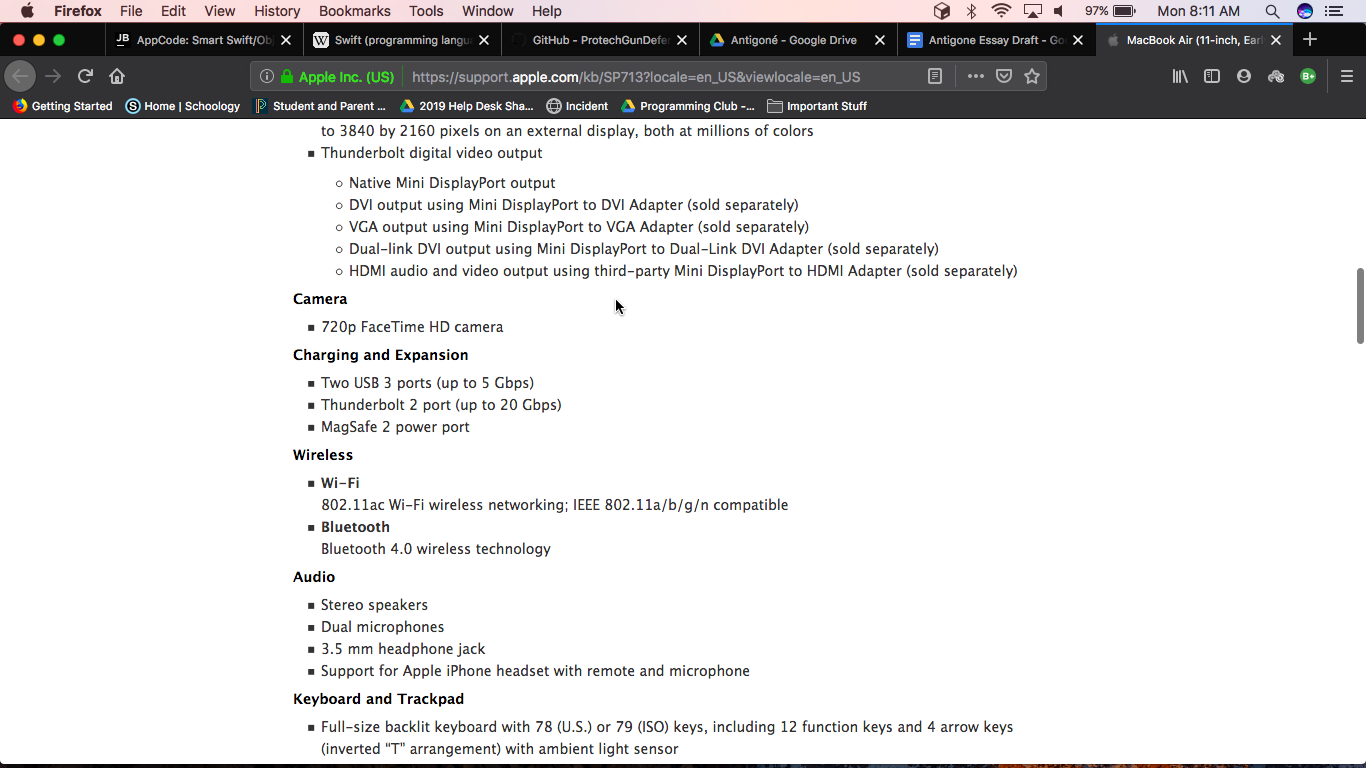 Firefox File Edit View History Bookmarks Tools Window Help 97% Mon 8:11 AM
JB AppCode: Smart Swift/Ob W Swift (programming langu GitHub - ProtechGunDefe Antigoné - Google Drive Antigone Essay Draft - Go MacBook Air (11-inch, Earl
Apple Inc. (US) https://support.apple.com/kb/SP713?locale=en_US&viewlocale=en_US B+
Getting Started S Home | Schoology Student and Parent ... 2019 Help Desk Sha... Incident Programming Club -... Important Stuff
to 3840 by 2160 pixels on an external display, both at millions of colors
Thunderbolt digital video output
Native Mini DisplayPort output
DVI output using Mini DisplayPort to DVI Adapter (sold separately)
VGA output using Mini DisplayPort to VGA Adapter (sold separately)
Dual-link DVI output using Mini DisplayPort to Dual-Link DVI Adapter (sold separately)
HDMI audio and video output using third-party Mini DisplayPort to HDMI Adapter (sold separately)
Camera
720p FaceTime HD camera
Charging and Expansion
Two USB 3 ports (up to 5 Gbps)
Thunderbolt 2 port (up to 20 Gbps)
MagSafe 2 power port
Wireless
Wi-Fi
802.11ac Wi-Fi wireless networking; IEEE 802.11a/b/g/n compatible
Bluetooth
Bluetooth 4.0 wireless technology
Audio
Stereo speakers
Dual microphones
3.5 mm headphone jack
Support for Apple iPhone headset with remote and microphone
Keyboard and Trackpad
Full-size backlit keyboard with 78 (U.S.) or 79 (ISO) keys, including 12 function keys and 4 arrow keys
(inverted "T" arrangement) with ambient light sensor